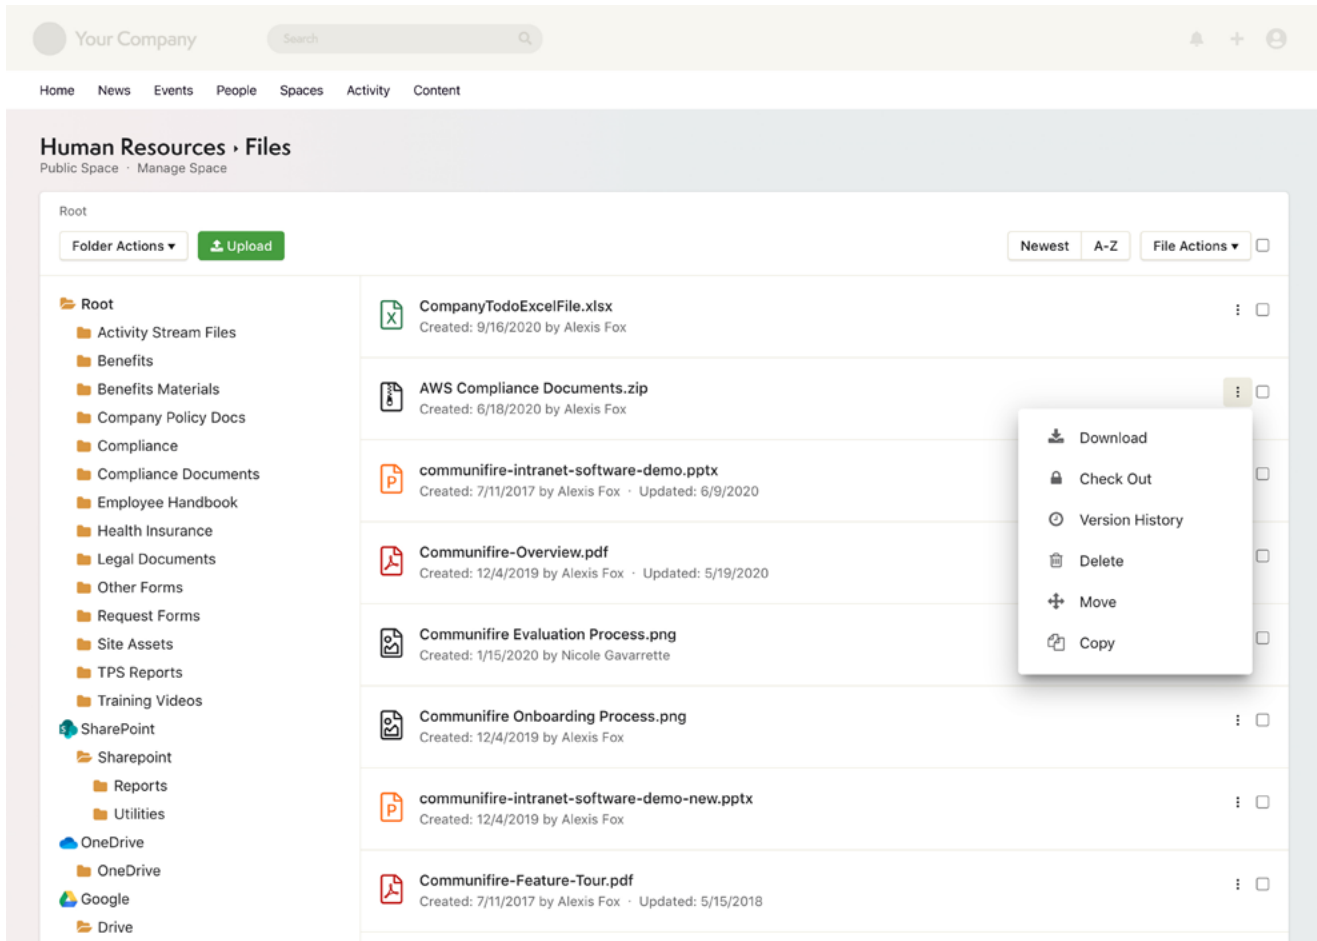 Your Company
Search
Home News Events People Spaces Activity Content
Human Resources › Files
Public Space · Manage Space
Root
Folder Actions ▾ Upload Newest A-Z File Actions ▾
Root
Activity Stream Files
Benefits
Benefits Materials
Company Policy Docs
Compliance
Compliance Documents
Employee Handbook
Health Insurance
Legal Documents
Other Forms
Request Forms
Site Assets
TPS Reports
Training Videos
SharePoint
Sharepoint
Reports
Utilities
OneDrive
OneDrive
Google
Drive
CompanyTodoExcelFile.xlsx
Created: 9/16/2020 by Alexis Fox
AWS Compliance Documents.zip
Created: 6/18/2020 by Alexis Fox
communifire-intranet-software-demo.pptx
Created: 7/11/2017 by Alexis Fox · Updated: 6/9/2020
Communifire-Overview.pdf
Created: 12/4/2019 by Alexis Fox · Updated: 5/19/2020
Communifire Evaluation Process.png
Created: 1/15/2020 by Nicole Gavarrette
Communifire Onboarding Process.png
Created: 12/4/2019 by Alexis Fox
communifire-intranet-software-demo-new.pptx
Created: 12/4/2019 by Alexis Fox
Communifire-Feature-Tour.pdf
Created: 7/11/2017 by Alexis Fox · Updated: 5/15/2018
Download
Check Out
Version History
Delete
Move
Copy